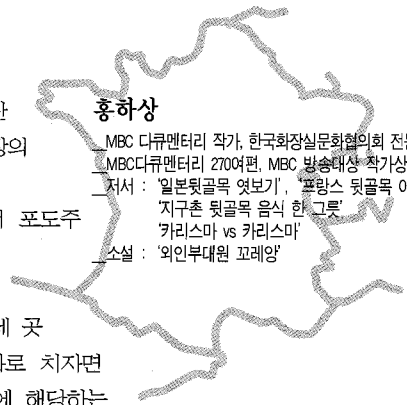 홍하상
_MBC 다큐멘터리 작가, 한국화장실문화협의회 전
_MBC다큐멘터리 270여편, MBC 방송대상 작가상
_저서 : '일본뒷골목 엿보기', '프랑스 뒷골목
'지구촌 뒷골목 음식 한 그릇'
'카리스마 vs 카리스마'
_소설 : '외인부대원 꼬레앙'
포도주
곳
로 치자면
에 해당하는